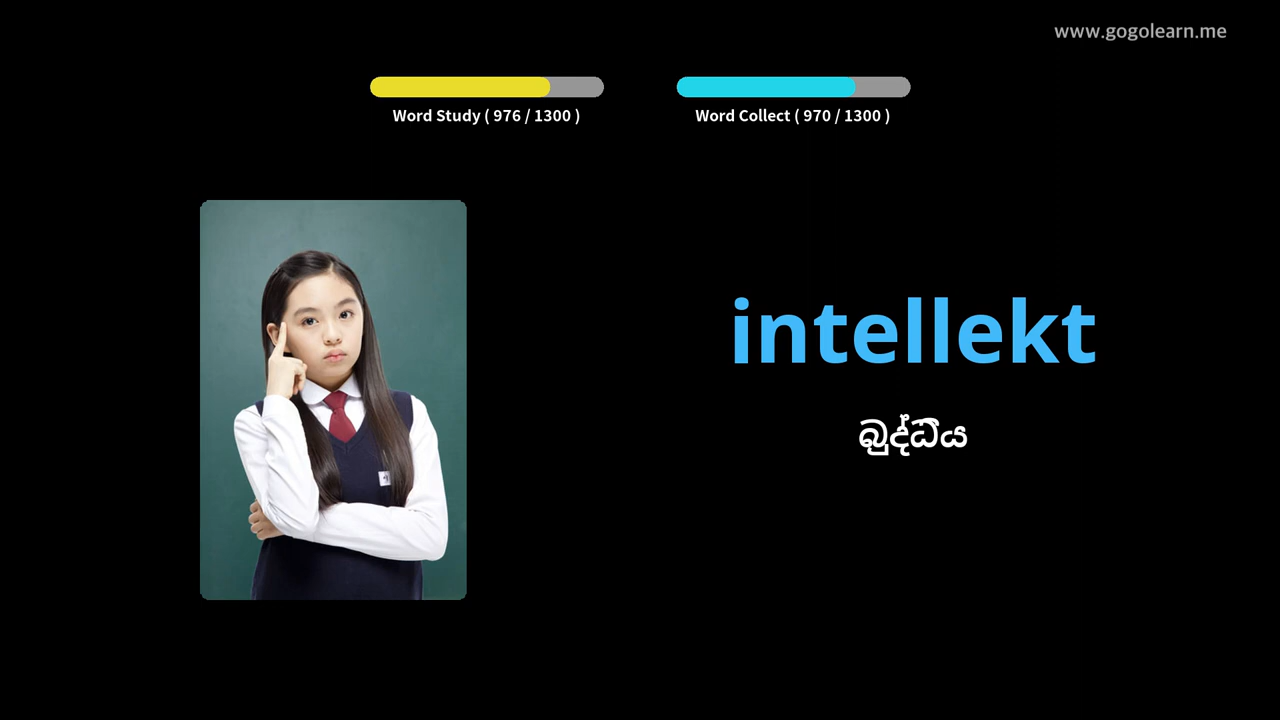 www.gogolearn.me
Word Study ( 976 / 1300 )
Word Collect ( 970 / 1300 )
intellekt
බුද්ධිය